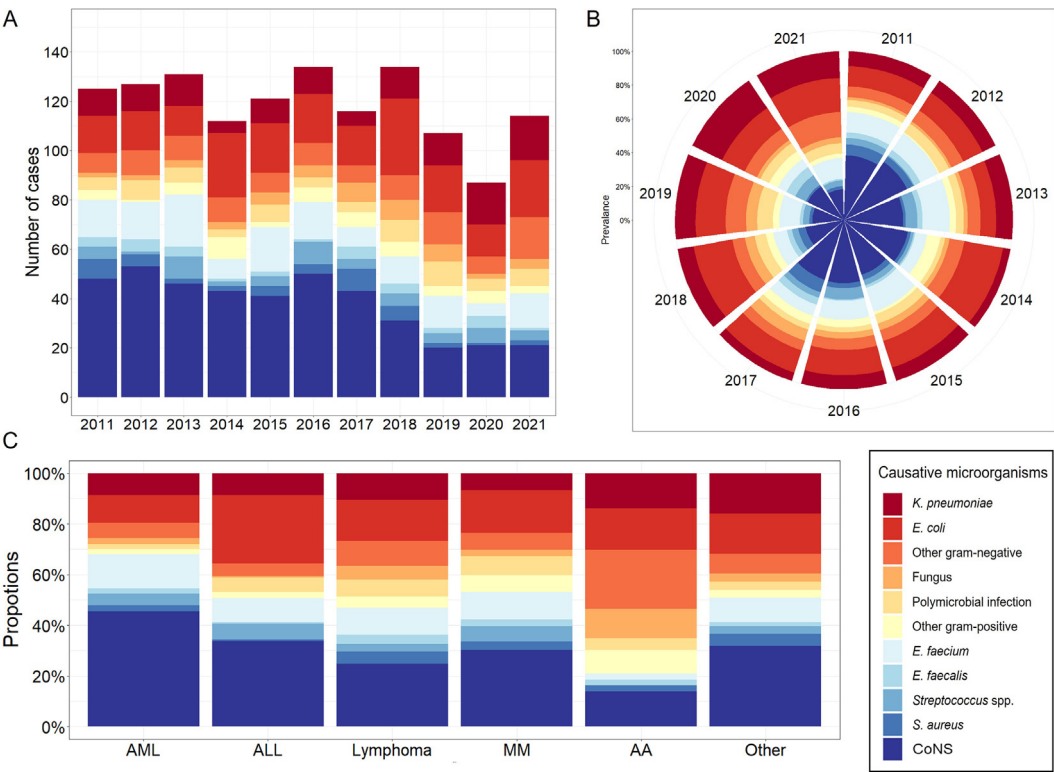 A
Number of cases
140
120
100
80
60
40
20
0
2011 2012 2013 2014 2015 2016 2017 2018 2019 2020 2021
B
Prevalance
100%
80%
60%
40%
20%
0%
2011
2012
2013
2014
2015
2016
2017
2018
2019
2020
2021
C
Propotions
100%
80%
60%
40%
20%
0%
AML ALL Lymphoma MM AA Other
Causative microorganisms
K. pneumoniae
E. coli
Other gram-negative
Fungus
Polymicrobial infection
Other gram-positive
E. faecium
E. faecalis
Streptococcus spp.
S. aureus
CoNS